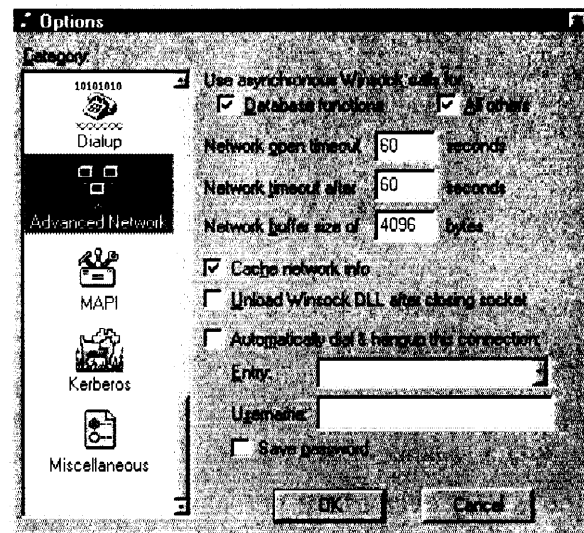 Options
Category:
10101010
Dialup
Advanced Network
MAPI
Kerberos
Miscellaneous
Use asynchronous Winsock calls for
Database functions
All others
Network open timeout 60 seconds
Network timeout after 60 seconds
Network buffer size of 4096 bytes
Cache network info
Unload Winsock DLL after closing socket
Automatically dial & hangup this connection:
Entry:
Username:
Save password
OK Cancel